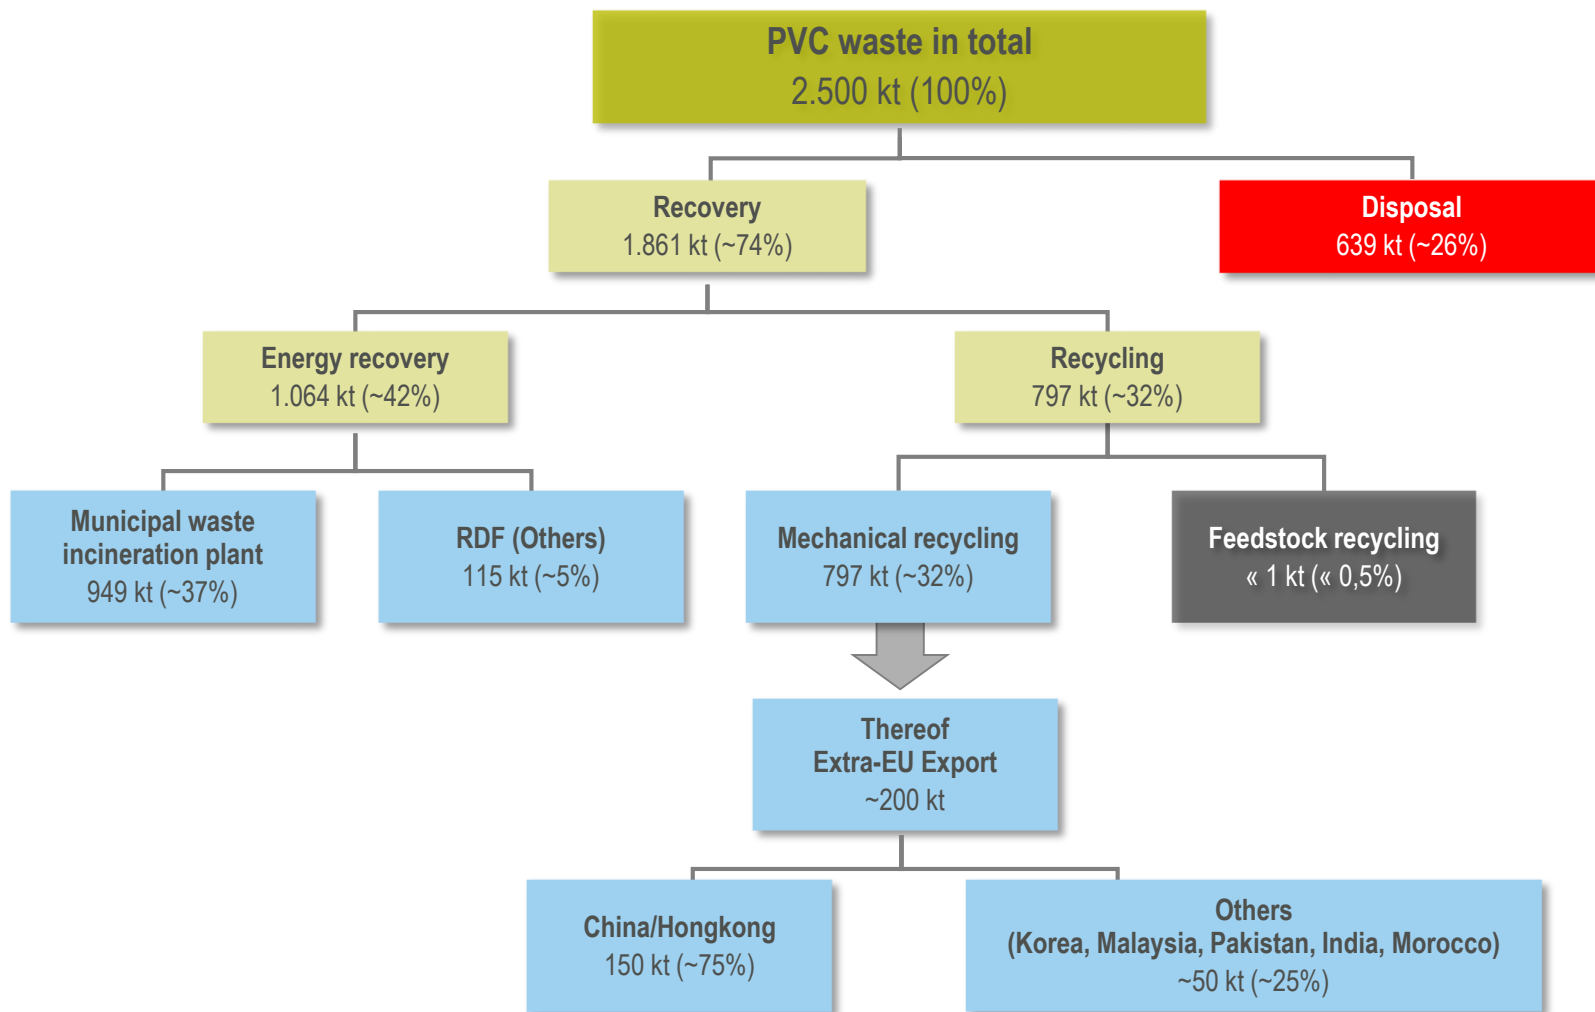 PVC waste in total
2.500 kt (100%)
Recovery
1.861 kt (~74%)
Disposal
639 kt (~26%)
Energy recovery
1.064 kt (~42%)
Recycling
797 kt (~32%)
Municipal waste
incineration plant
949 kt (~37%)
RDF (Others)
115 kt (~5%)
Mechanical recycling
797 kt (~32%)
Feedstock recycling
« 1 kt (« 0,5%)
Thereof
Extra-EU Export
~200 kt
China/Hongkong
150 kt (~75%)
Others
(Korea, Malaysia, Pakistan, India, Morocco)
~50 kt (~25%)